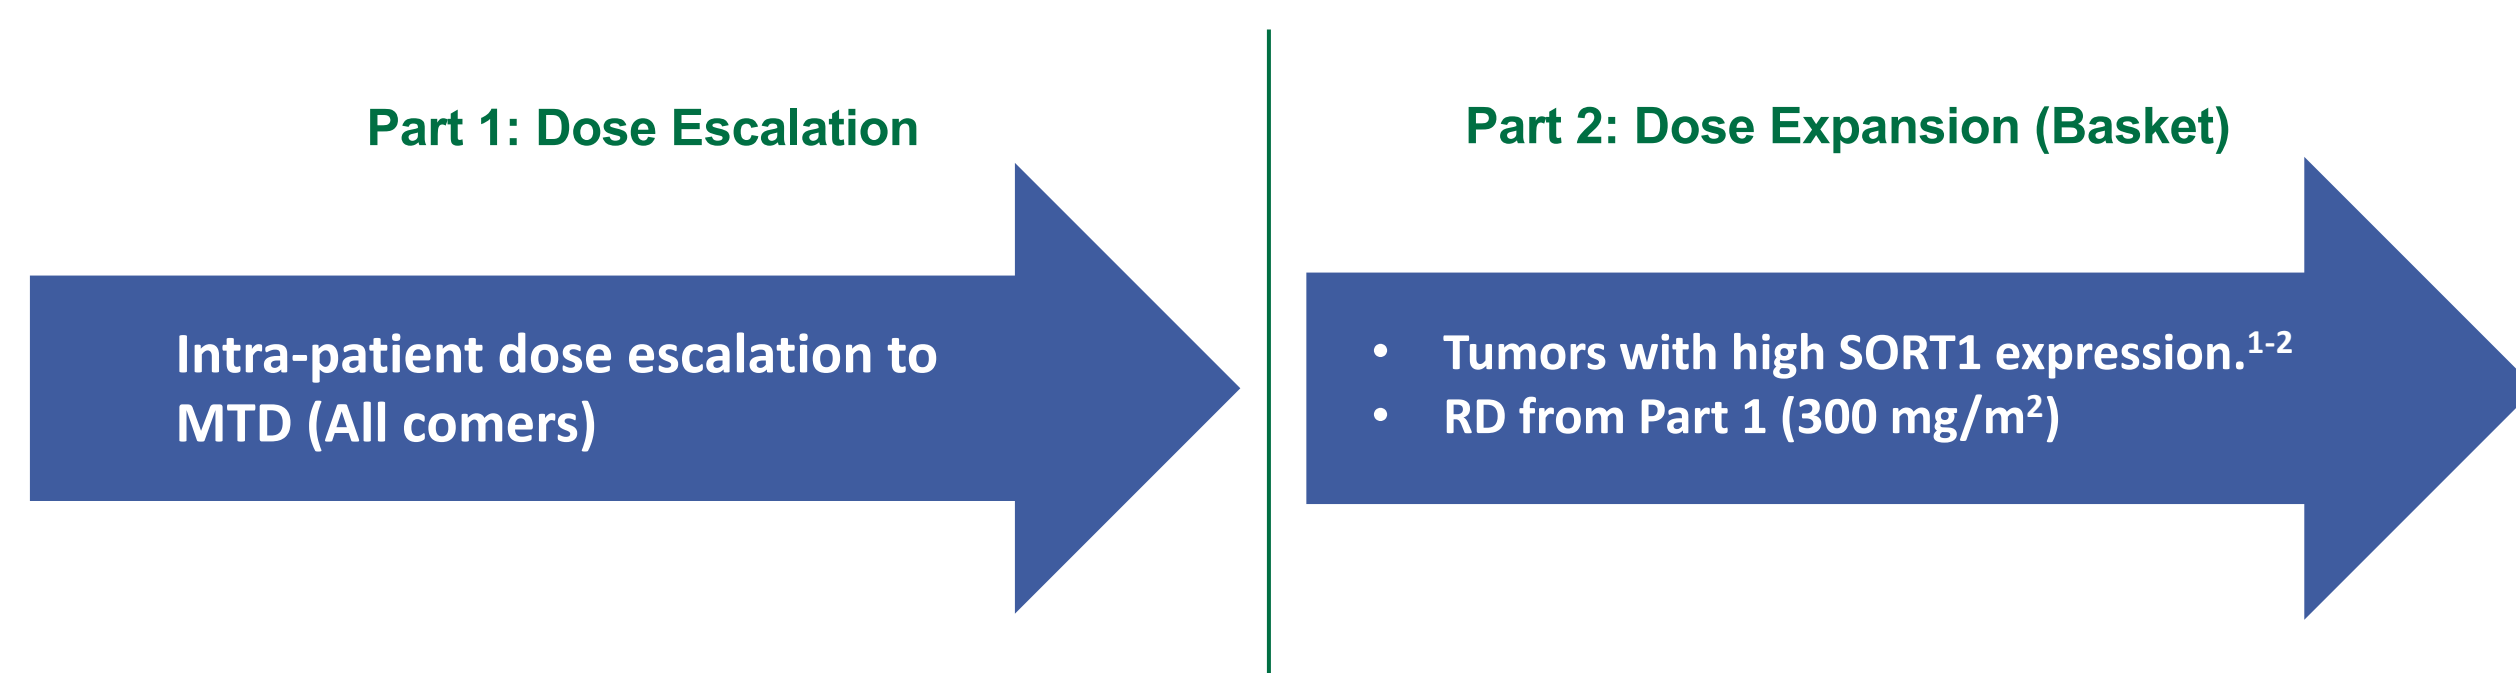 Part 1: Dose Escalation
Intra-patient dose escalation to
MTD (All comers)
Part 2: Dose Expansion (Basket)
• Tumors with high SORT1 expression.¹⁻²
• RD from Part 1 (300 mg/m²)